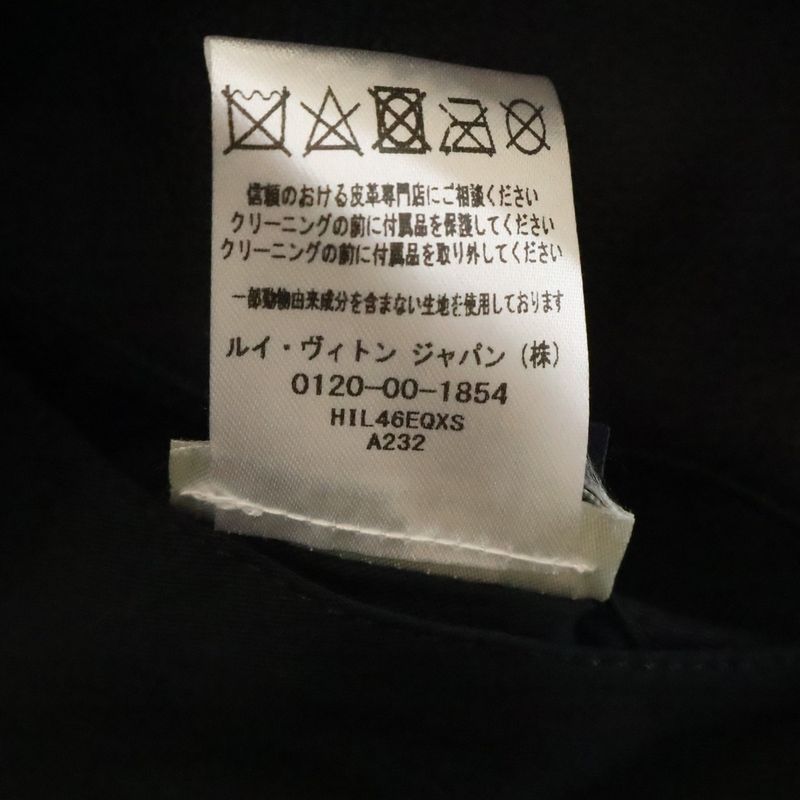 信頼のおける皮革専門店にご相談ください
クリーニングの前に付属品を保護してください
クリーニングの前に付属品を取り外してください
一部動物由来成分を含まない生地を使用しております
ルイ・ヴィトン ジャパン (株)
0120-00-1854
HIL46EQXS
A232